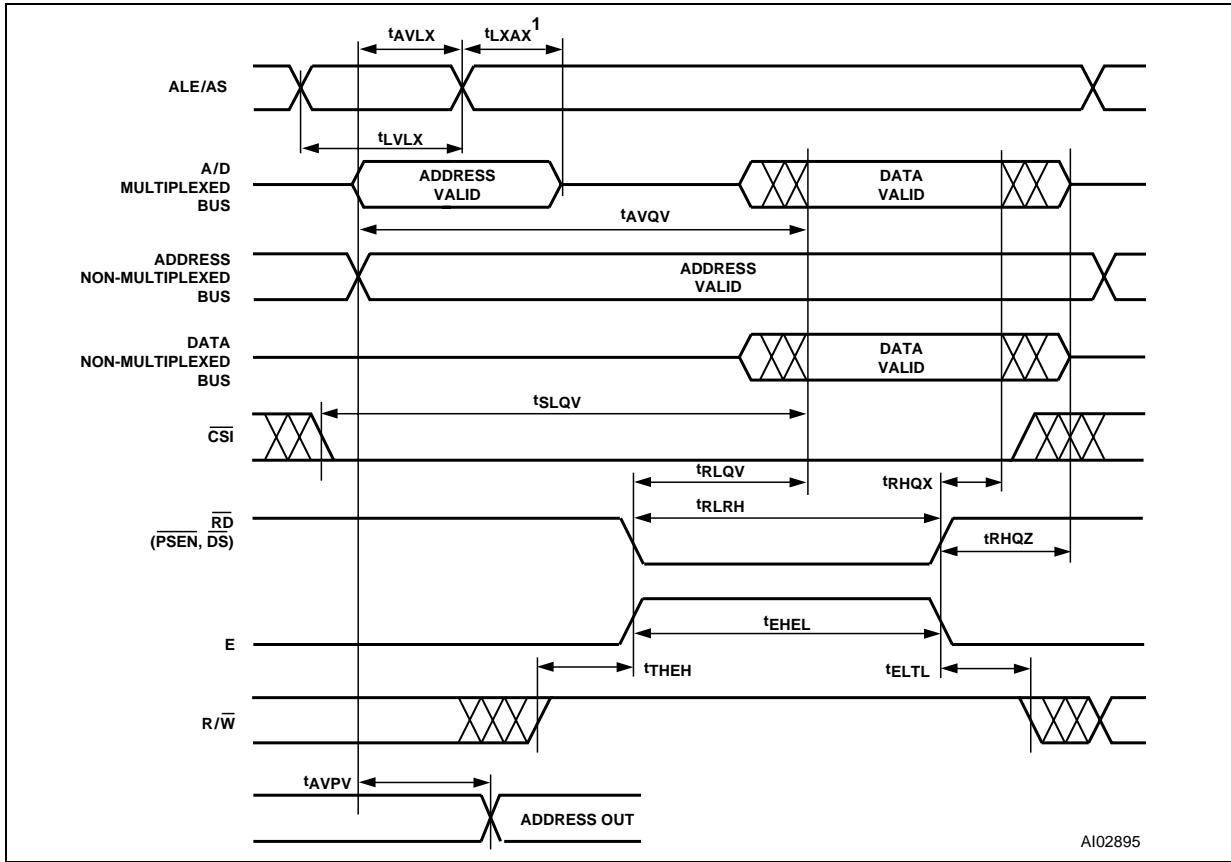 tAVLX tLXAX1
ALE/AS
tLVLX
A/D
MULTIPLEXED
BUS
ADDRESS
VALID
DATA
VALID
tAVQV
ADDRESS
NON-MULTIPLEXED
BUS
ADDRESS
VALID
DATA
NON-MULTIPLEXED
BUS
DATA
VALID
tSLQV
CSI
tRLQV
tRHQX
RD
(PSEN, DS)
tRLRH
tRHQZ
E
tEHEL
tTHEH
tELTL
R/W
tAVPV
ADDRESS OUT
AI02895